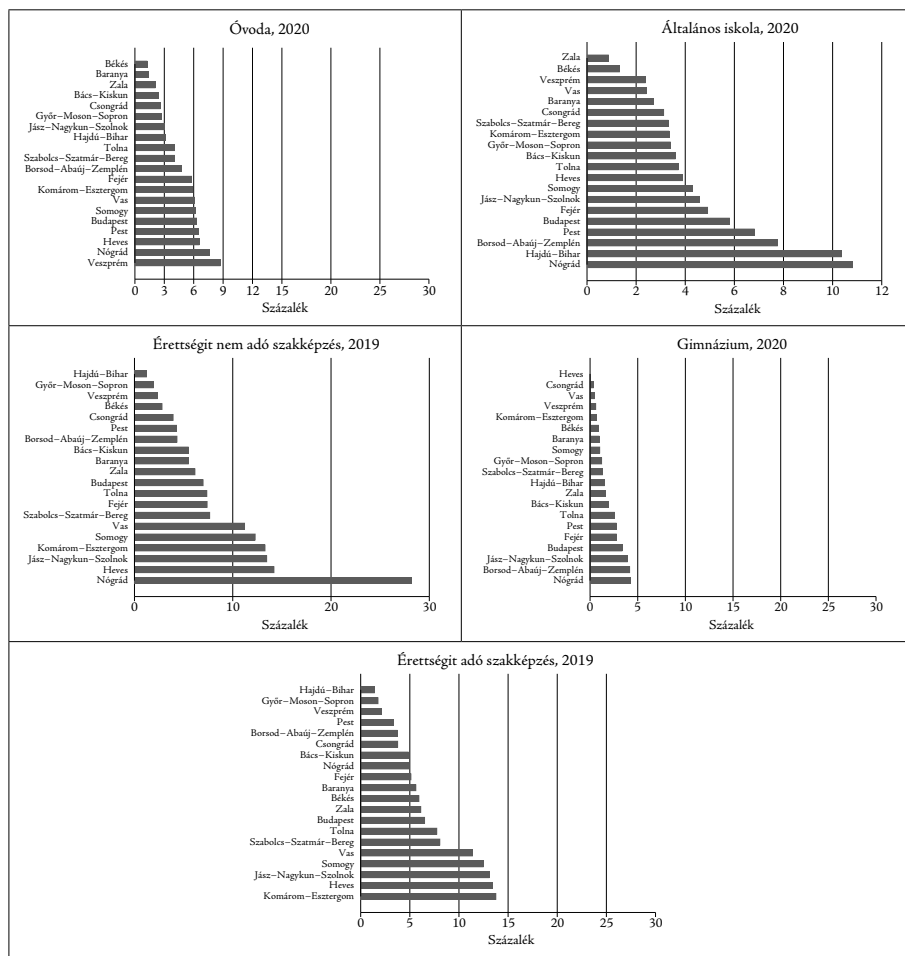 Óvoda, 2020
Békés
Baranya
Zala
Bács–Kiskun
Csongrád
Győr–Moson–Sopron
Jász–Nagykun–Szolnok
Hajdú–Bihar
Tolna
Szabolcs–Szatmár–Bereg
Borsod–Abaúj–Zemplén
Fejér
Komárom–Esztergom
Vas
Somogy
Budapest
Pest
Heves
Nógrád
Veszprém
0 3 6 9 12 15 20 25 30
Százalék
Általános iskola, 2020
Zala
Békés
Veszprém
Vas
Baranya
Csongrád
Szabolcs–Szatmár–Bereg
Komárom–Esztergom
Győr–Moson–Sopron
Bács–Kiskun
Tolna
Heves
Somogy
Jász–Nagykun–Szolnok
Fejér
Budapest
Pest
Borsod–Abaúj–Zemplén
Hajdú–Bihar
Nógrád
0 2 4 6 8 10 12
Százalék
Érettségit nem adó szakképzés, 2019
Hajdú–Bihar
Győr–Moson–Sopron
Veszprém
Békés
Csongrád
Pest
Borsod–Abaúj–Zemplén
Bács–Kiskun
Baranya
Zala
Budapest
Tolna
Fejér
Szabolcs–Szatmár–Bereg
Vas
Somogy
Komárom–Esztergom
Jász–Nagykun–Szolnok
Heves
Nógrád
0 10 20 30
Százalék
Gimnázium, 2020
Heves
Csongrád
Vas
Veszprém
Komárom–Esztergom
Békés
Baranya
Somogy
Győr–Moson–Sopron
Szabolcs–Szatmár–Bereg
Hajdú–Bihar
Zala
Bács–Kiskun
Tolna
Pest
Fejér
Budapest
Jász–Nagykun–Szolnok
Borsod–Abaúj–Zemplén
Nógrád
0 5 10 15 20 25 30
Százalék
Érettségit adó szakképzés, 2019
Hajdú–Bihar
Győr–Moson–Sopron
Veszprém
Pest
Borsod–Abaúj–Zemplén
Csongrád
Bács–Kiskun
Nógrád
Fejér
Baranya
Békés
Zala
Budapest
Tolna
Szabolcs–Szatmár–Bereg
Vas
Somogy
Jász–Nagykun–Szolnok
Heves
Komárom–Esztergom
0 5 10 15 20 25 30
Százalék